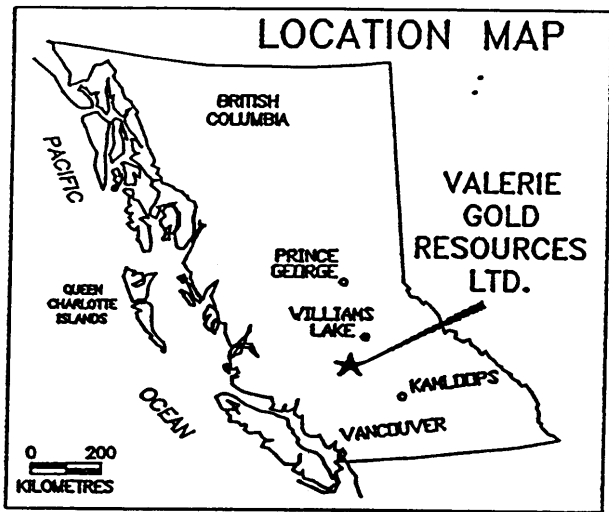 LOCATION MAP
BRITISH
COLUMBIA
PACIFIC
VALERIE
GOLD
RESOURCES
LTD.
PRINCE
GEORGE
QUEEN
CHARLOTTE
ISLANDS
WILLIAMS
LAKE
KAMLOOPS
OCEAN
VANCOUVER
0 200
KILOMETRES